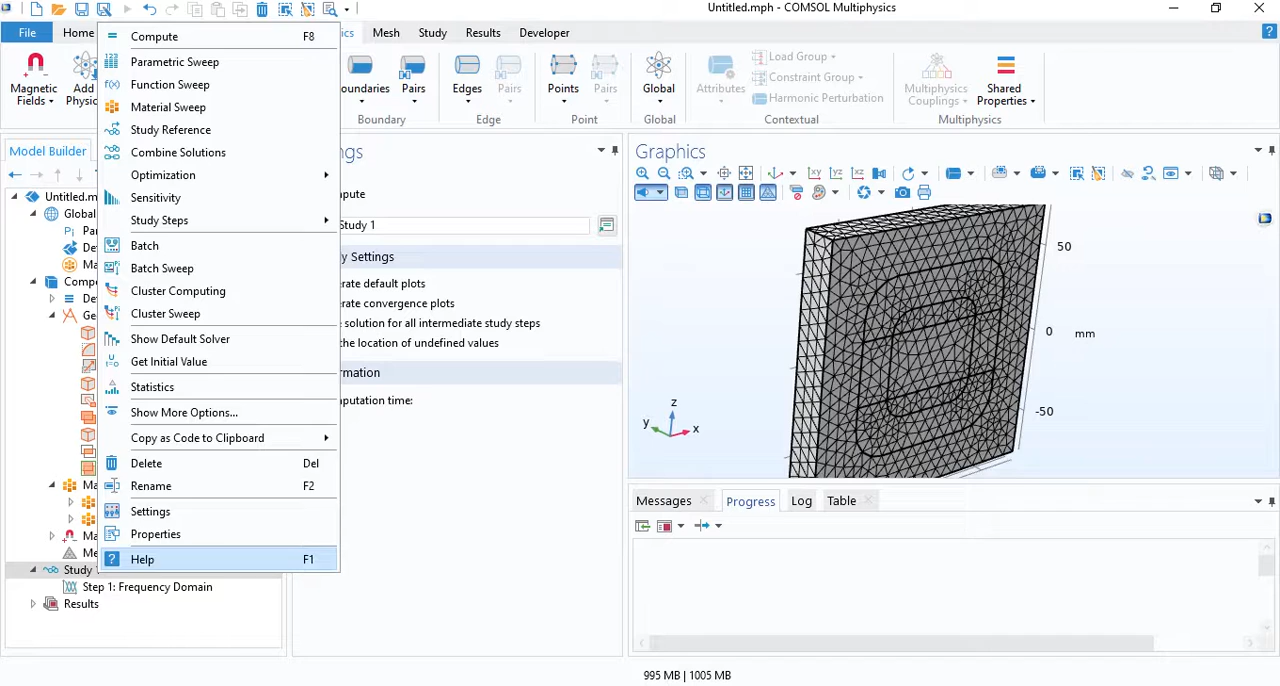 Untitled.mph - COMSOL Multiphysics
File
Home
ics
Mesh
Study
Results
Developer
Magnetic
Fields
Add
Physic
oundaries
Pairs
Edges
Pairs
Points
Pairs
Global
Attributes
Load Group
Constraint Group
Harmonic Perturbation
Multiphysics
Couplings
Shared
Properties
Boundary
Edge
Point
Global
Contextual
Multiphysics
Compute F8
Parametric Sweep
Function Sweep
Material Sweep
Study Reference
Combine Solutions
Optimization
Sensitivity
Study Steps
Batch
Batch Sweep
Cluster Computing
Cluster Sweep
Show Default Solver
Get Initial Value
Statistics
Show More Options...
Copy as Code to Clipboard
Delete Del
Rename F2
Settings
Properties
Help F1
Model Builder
Untitled.m
Global
Pi Par
De
Ma
Comp
De
Ge
Ma
Ma
Me
Study
Step 1: Frequency Domain
Results
ngs
pute
Study 1
y Settings
erate default plots
erate convergence plots
solution for all intermediate study steps
the location of undefined values
rmation
putation time:
Graphics
xy
yz
xz
50
0
mm
-50
z
y
x
Messages
Progress
Log
Table
995 MB | 1005 MB